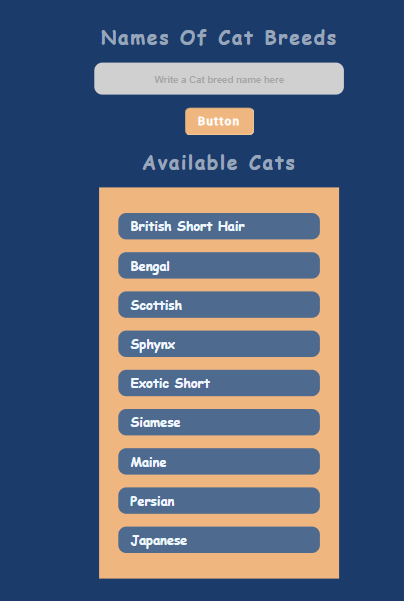 Names Of Cat Breeds
Write a Cat breed name here
Button
Available Cats
British Short Hair
Bengal
Scottish
Sphynx
Exotic Short
Siamese
Maine
Persian
Japanese